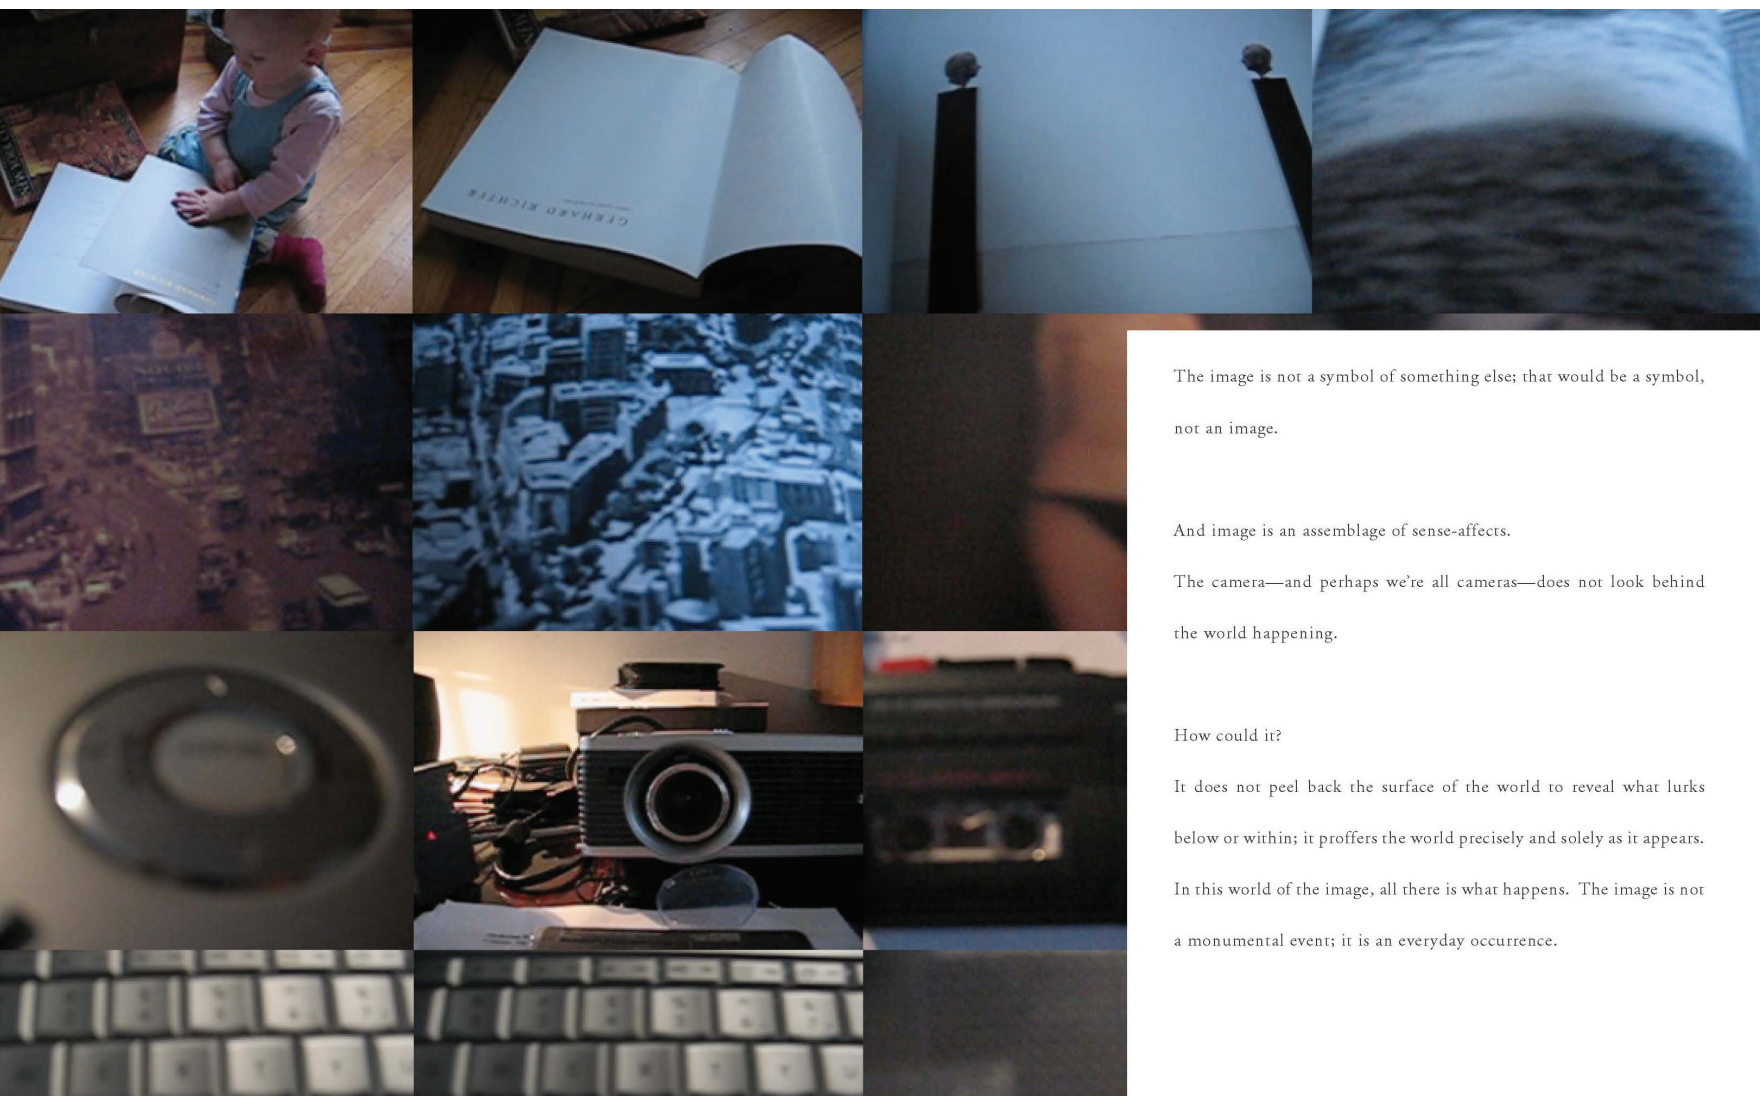 GERHARD RICHTER
The image is not a symbol of something else; that would be a symbol,
not an image.
And image is an assemblage of sense-affects.
The camera—and perhaps we're all cameras—does not look behind
the world happening.
How could it?
It does not peel back the surface of the world to reveal what lurks
below or within; it proffers the world precisely and solely as it appears.
In this world of the image, all there is what happens.  The image is not
a monumental event; it is an everyday occurrence.